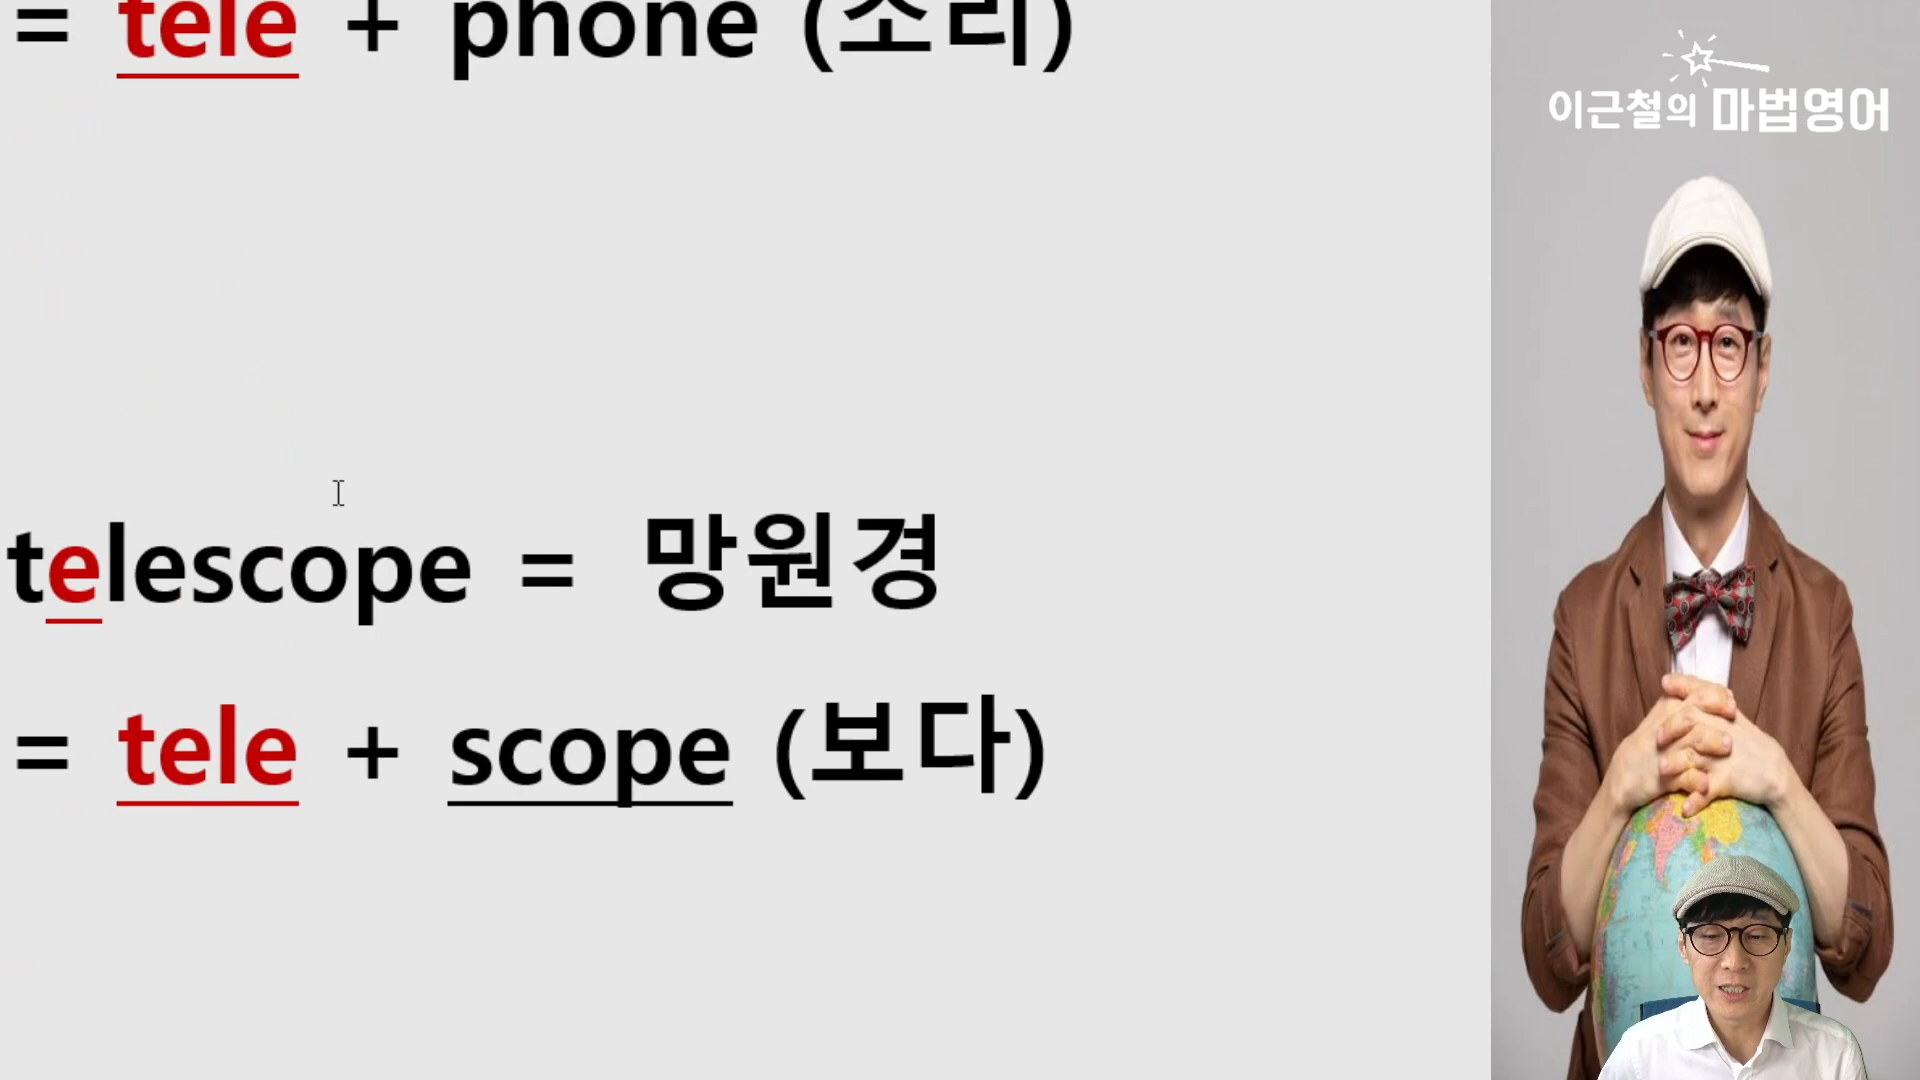 = tele + phone (소리)
이근철의 마법영어
telescope = 망원경
= tele + scope (보다)